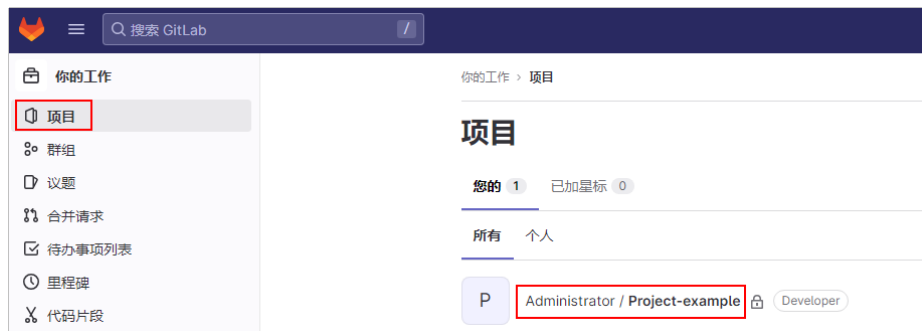 搜索 GitLab /
你的工作
项目
群组
议题
合并请求
待办事项列表
里程碑
代码片段
你的工作 › 项目
项目
您的 1 已加星标 0
所有 个人
P Administrator / Project-example Developer